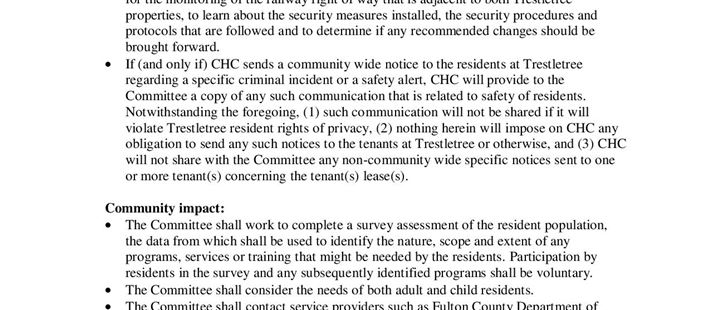 for the monitoring of the railway right of way that is adjacent to both Trestletree
properties, to learn about the security measures installed, the security procedures and
protocols that are followed and to determine if any recommended changes should be
brought forward.
• If (and only if) CHC sends a community wide notice to the residents at Trestletree
regarding a specific criminal incident or a safety alert, CHC will provide to the
Committee a copy of any such communication that is related to safety of residents.
Notwithstanding the foregoing, (1) such communication will not be shared if it will
violate Trestletree resident rights of privacy, (2) nothing herein will impose on CHC any
obligation to send any such notices to the tenants at Trestletree or otherwise, and (3) CHC
will not share with the Committee any non-community wide specific notices sent to one
or more tenant(s) concerning the tenant(s) lease(s).
Community impact:
• The Committee shall work to complete a survey assessment of the resident population,
the data from which shall be used to identify the nature, scope and extent of any
programs, services or training that might be needed by the residents. Participation by
residents in the survey and any subsequently identified programs shall be voluntary.
• The Committee shall consider the needs of both adult and child residents.
• The Committee shall contact service providers such as Fulton County Department of